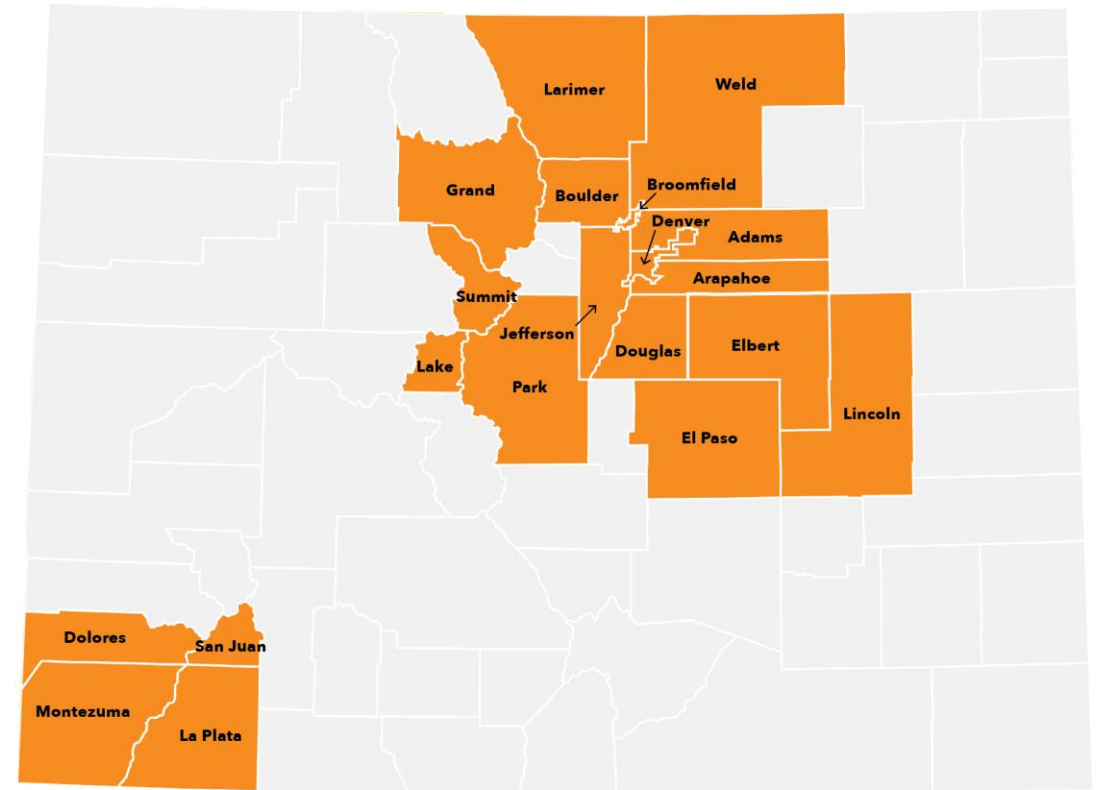 Larimer
Weld
Grand
Boulder
Broomfield
Denver
Adams
Arapahoe
Summit
Jefferson
Douglas
Elbert
Lake
Park
Lincoln
El Paso
Dolores
San Juan
Montezuma
La Plata